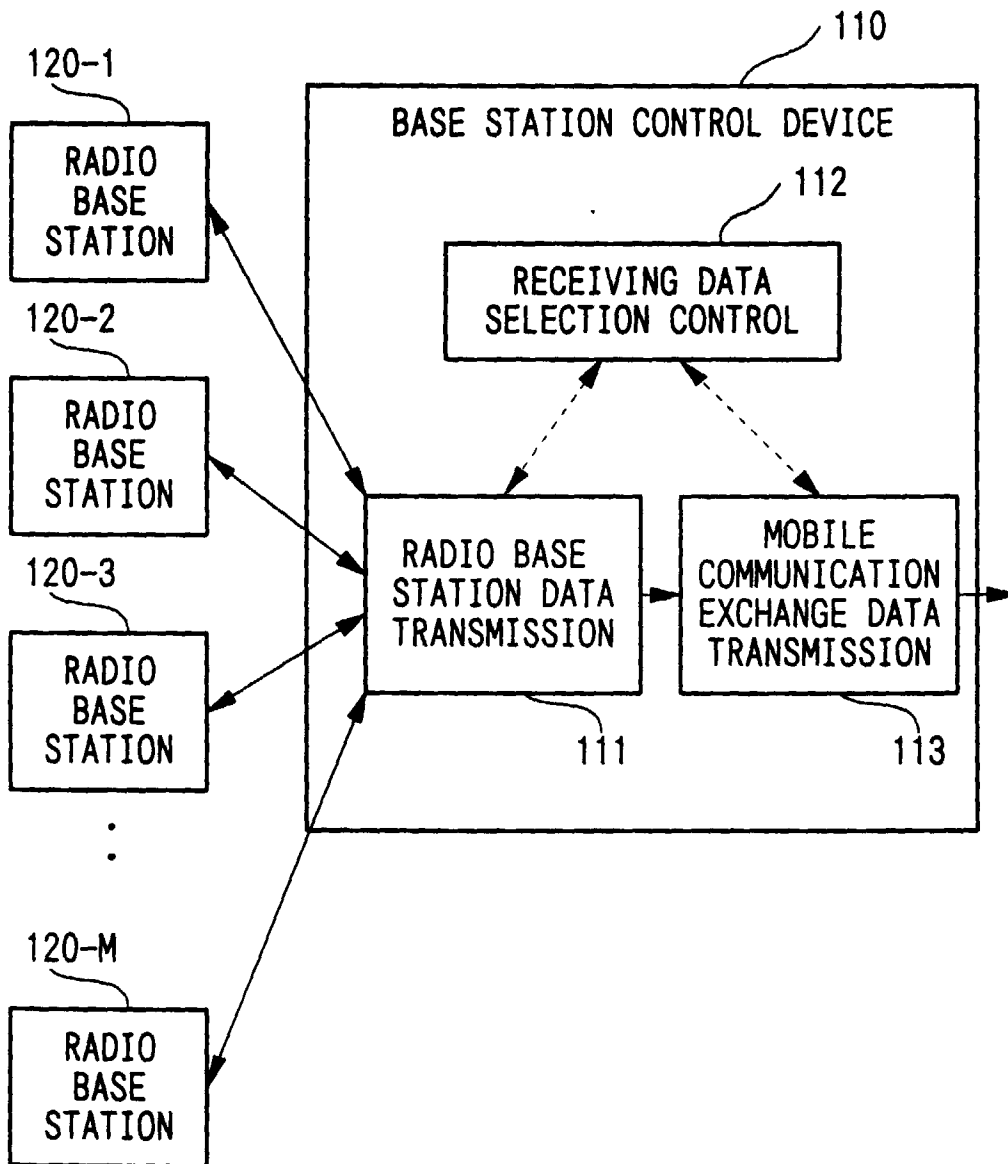 110
120-1
RADIO
BASE
STATION
BASE STATION CONTROL DEVICE
112
RECEIVING DATA
SELECTION CONTROL
120-2
RADIO
BASE
STATION
120-3
RADIO
BASE
STATION
RADIO BASE
STATION DATA
TRANSMISSION
111
MOBILE
COMMUNICATION
EXCHANGE DATA
TRANSMISSION
113
120-M
RADIO
BASE
STATION